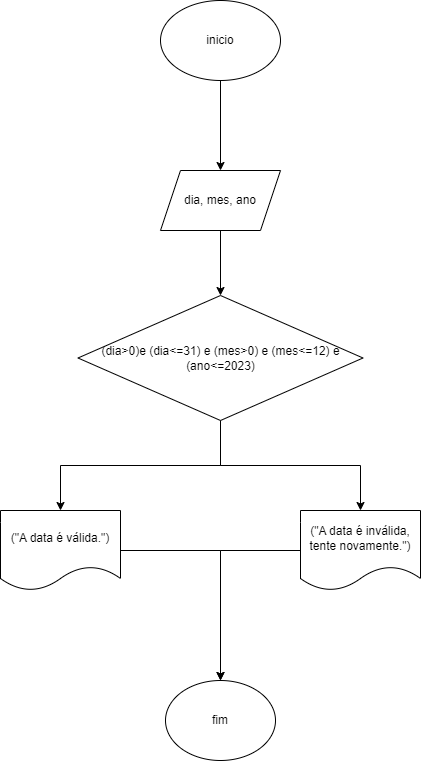 inicio
dia, mes, ano
(dia>0)e (dia<=31) e (mes>0) e (mes<=12) e
(ano<=2023)
("A data é válida.")
("A data é inválida,
tente novamente.")
fim